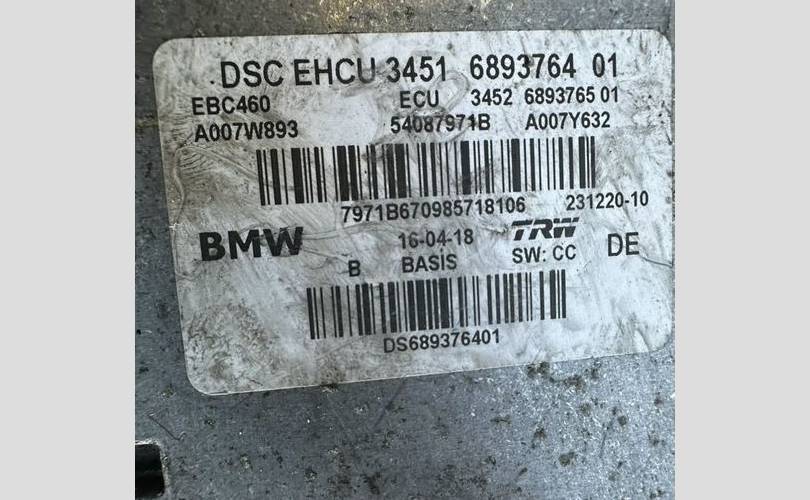 DSC EHCU 3451 6893764 01
EBC460 ECU 3452 6893765 01
A007W893 54087971B A007Y632
7971B670985718106 231220-10
BMW 16-04-18 TRW DE
B BASIS SW: CC
DS689376401